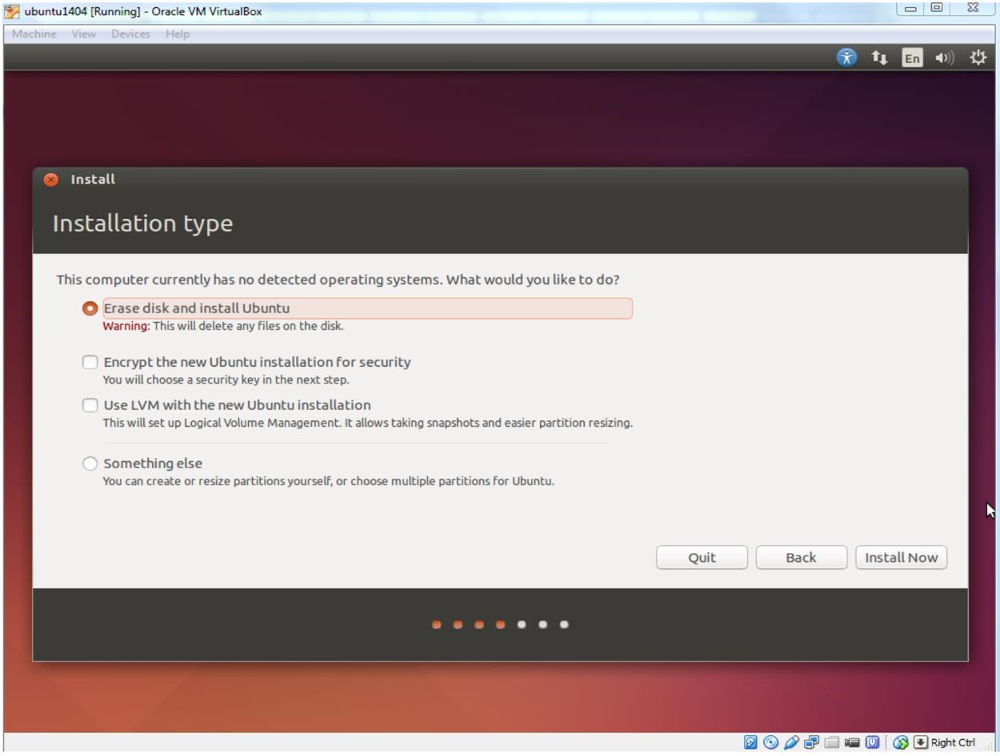 ubuntu1404 [Running] - Oracle VM VirtualBox
Machine View Devices Help
En
Install
Installation type
This computer currently has no detected operating systems. What would you like to do?
Erase disk and install Ubuntu
Warning: This will delete any files on the disk.
Encrypt the new Ubuntu installation for security
You will choose a security key in the next step.
Use LVM with the new Ubuntu installation
This will set up Logical Volume Management. It allows taking snapshots and easier partition resizing.
Something else
You can create or resize partitions yourself, or choose multiple partitions for Ubuntu.
Quit Back Install Now
Right Ctrl